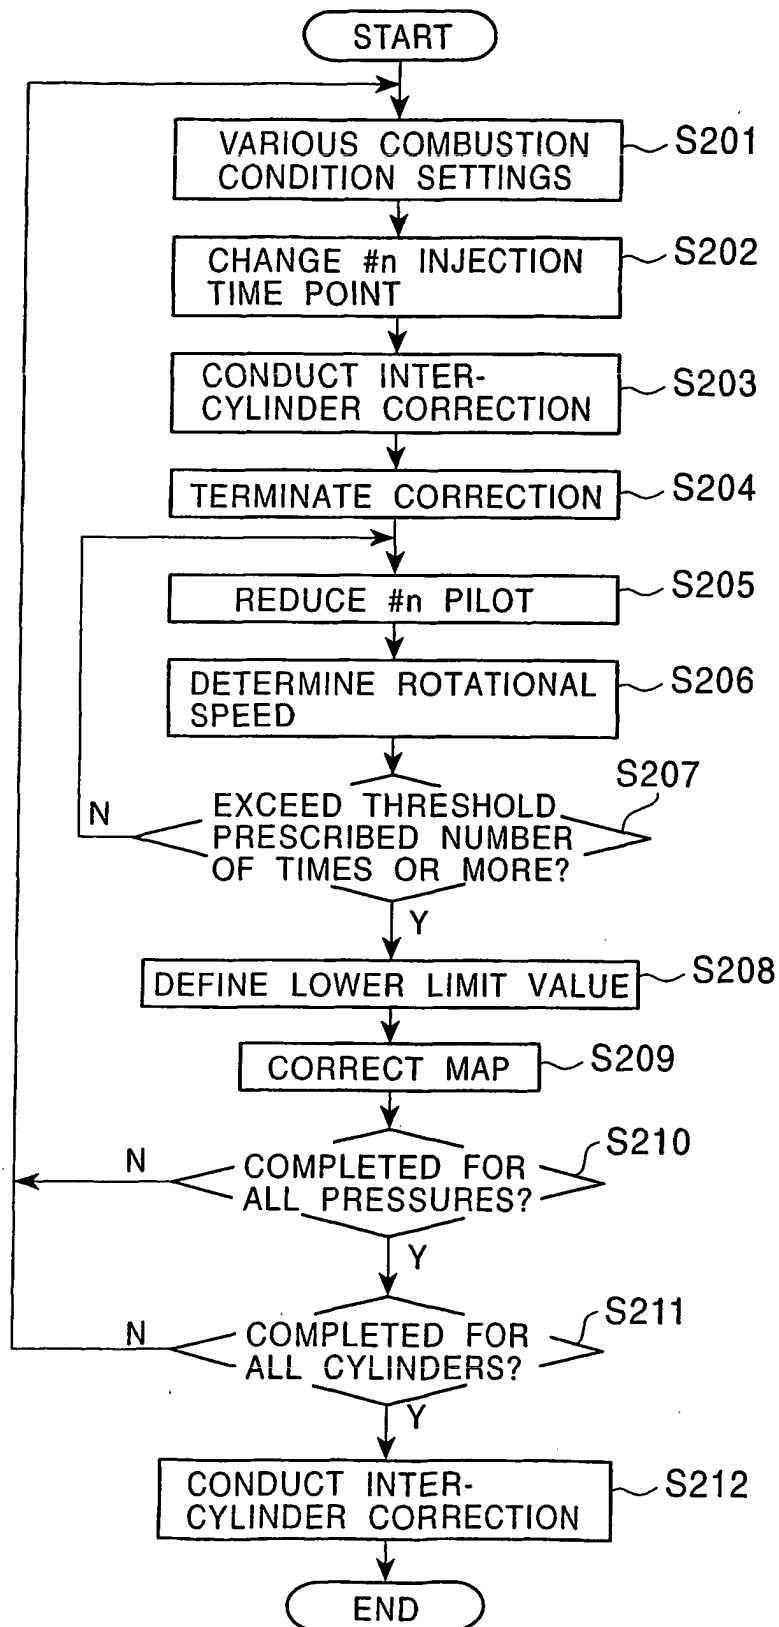 START
VARIOUS COMBUSTION
CONDITION SETTINGS
S201
CHANGE #n INJECTION
TIME POINT
S202
CONDUCT INTER-
CYLINDER CORRECTION
S203
TERMINATE CORRECTION
S204
REDUCE #n PILOT
S205
DETERMINE ROTATIONAL
SPEED
S206
EXCEED THRESHOLD
PRESCRIBED NUMBER
OF TIMES OR MORE?
S207
N
Y
DEFINE LOWER LIMIT VALUE
S208
CORRECT MAP
S209
COMPLETED FOR
ALL PRESSURES?
S210
N
Y
COMPLETED FOR
ALL CYLINDERS?
S211
N
Y
CONDUCT INTER-
CYLINDER CORRECTION
S212
END